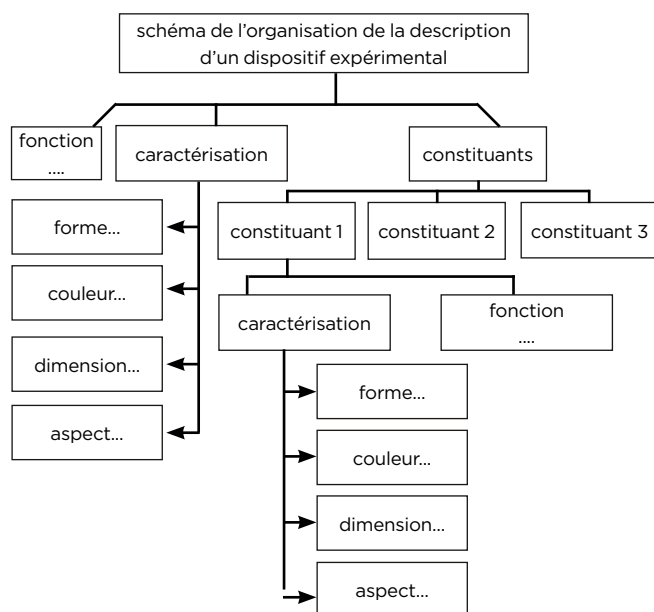 schéma de l’organisation de la description
d’un dispositif expérimental
fonction
....
caractérisation
constituants
forme...
couleur...
dimension...
aspect...
constituant 1
constituant 2
constituant 3
caractérisation
fonction
....
forme...
couleur...
dimension...
aspect...